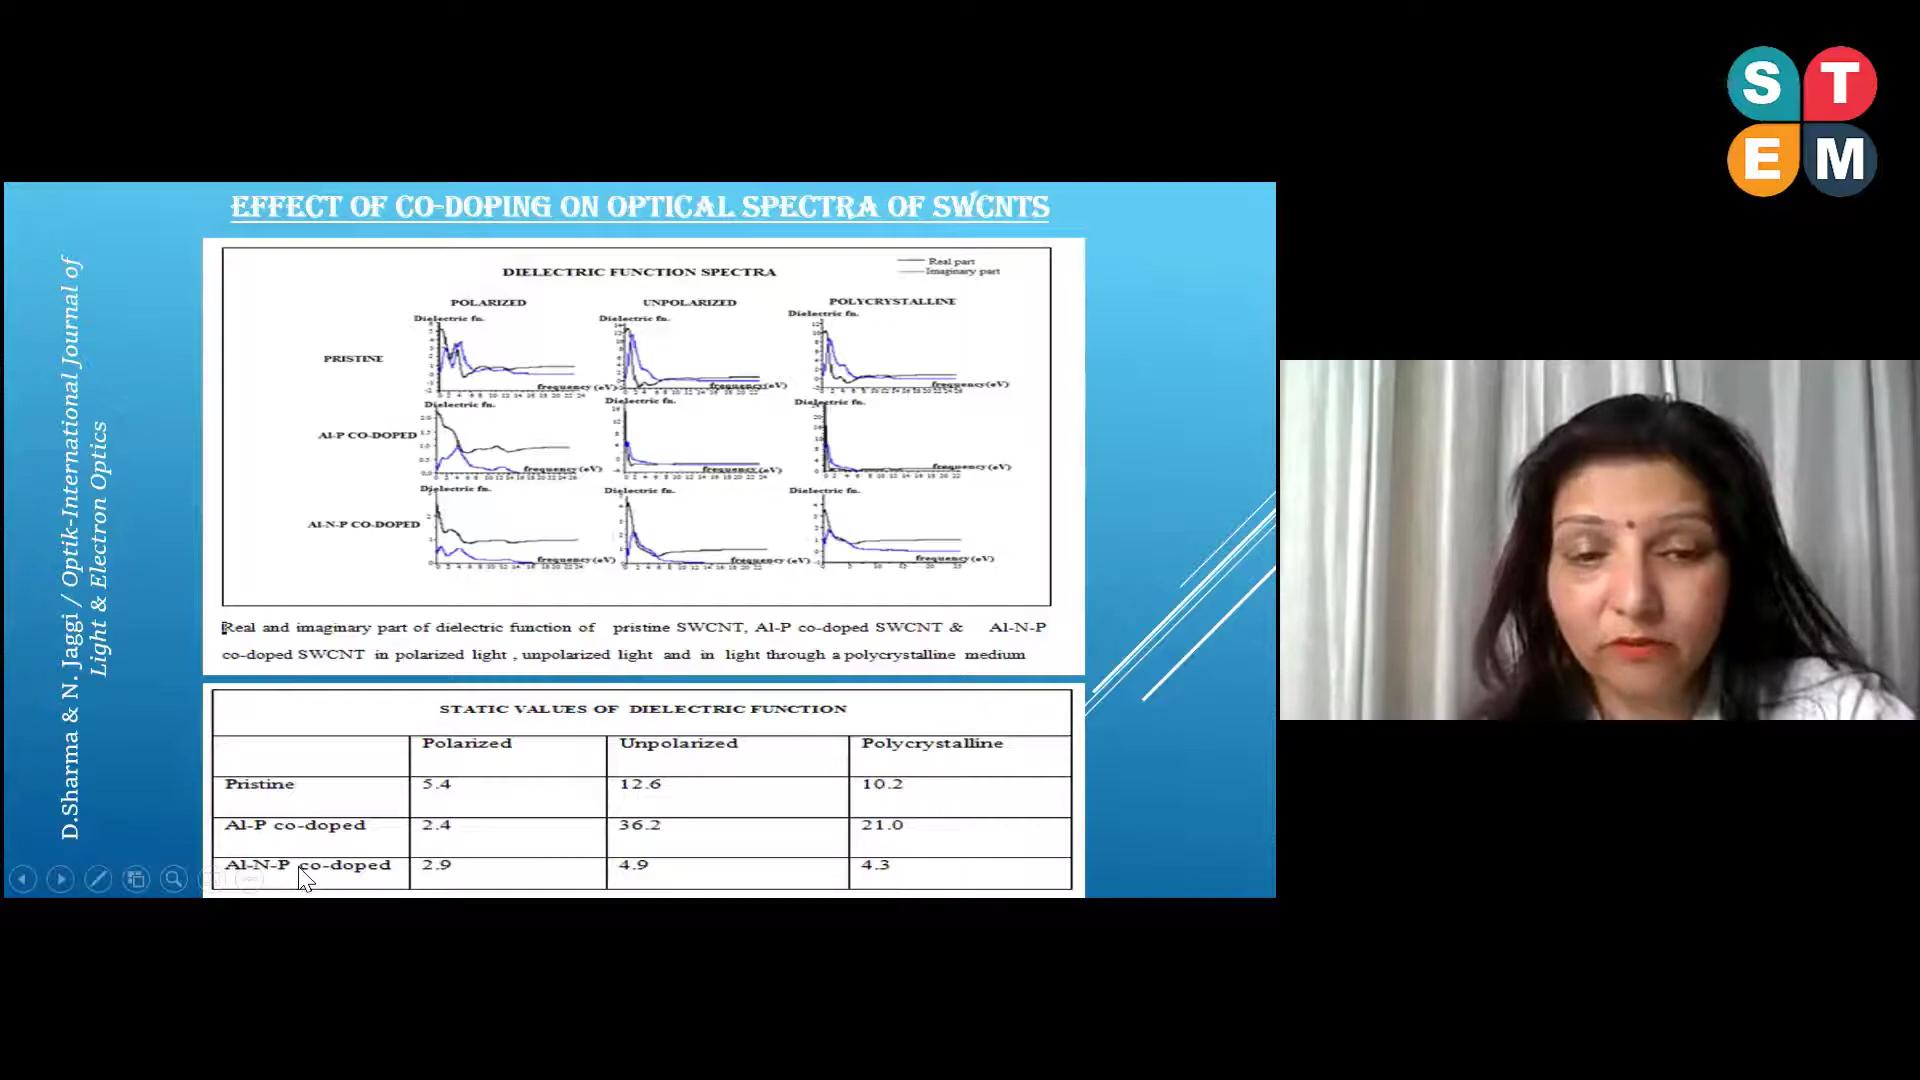 S T
E M
EFFECT OF CO-DOPING ON OPTICAL SPECTRA OF SWCNTS
D.Sharma & N. Jaggi / Optik-International Journal of
Light & Electron Optics
DIELECTRIC FUNCTION SPECTRA
Real part
Imaginary part
POLARIZED UNPOLARIZED POLYCRYSTALLINE
Dielectric fn. Dielectric fn. Dielectric fn.
PRISTINE
frequency (eV) frequency (eV) frequency (eV)
Dielectric fn. Dielectric fn. Dielectric fn.
Al-P CO-DOPED
frequency (eV) frequency (eV) frequency (eV)
Dielectric fn. Dielectric fn. Dielectric fn.
Al-N-P CO-DOPED
frequency (eV) frequency (eV) frequency (eV)
Real and imaginary part of dielectric function of pristine SWCNT, Al-P co-doped SWCNT & Al-N-P
co-doped SWCNT in polarized light , unpolarized light and in light through a polycrystalline medium
STATIC VALUES OF DIELECTRIC FUNCTION
Polarized Unpolarized Polycrystalline
Pristine 5.4 12.6 10.2
Al-P co-doped 2.4 36.2 21.0
Al-N-P co-doped 2.9 4.9 4.3